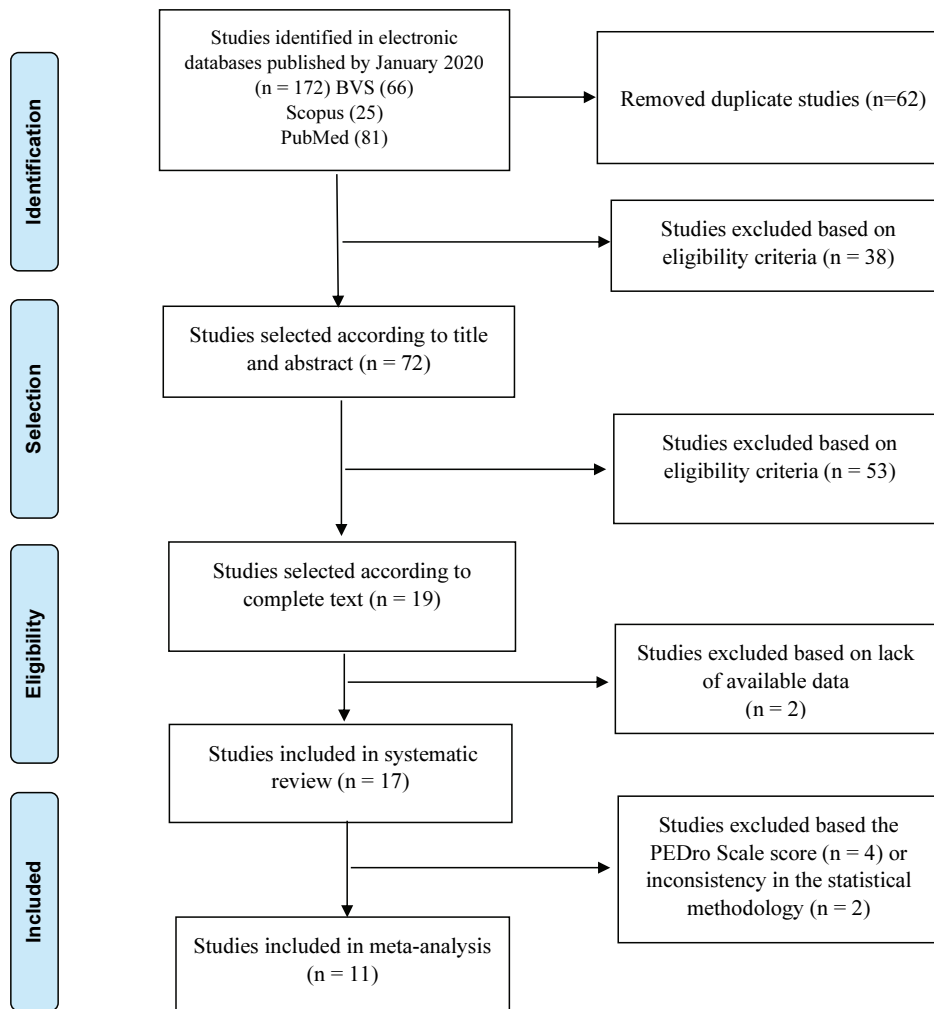 Identification
Studies identified in electronic
databases published by January 2020
(n = 172) BVS (66)
Scopus (25)
PubMed (81)
Removed duplicate studies (n=62)
Studies excluded based on
eligibility criteria (n = 38)
Selection
Studies selected according to title
and abstract (n = 72)
Studies excluded based on
eligibility criteria (n = 53)
Eligibility
Studies selected according to
complete text (n = 19)
Studies excluded based on lack
of available data
(n = 2)
Studies included in systematic
review (n = 17)
Included
Studies excluded based the
PEDro Scale score (n = 4) or
inconsistency in the statistical
methodology (n = 2)
Studies included in meta-analysis
(n = 11)